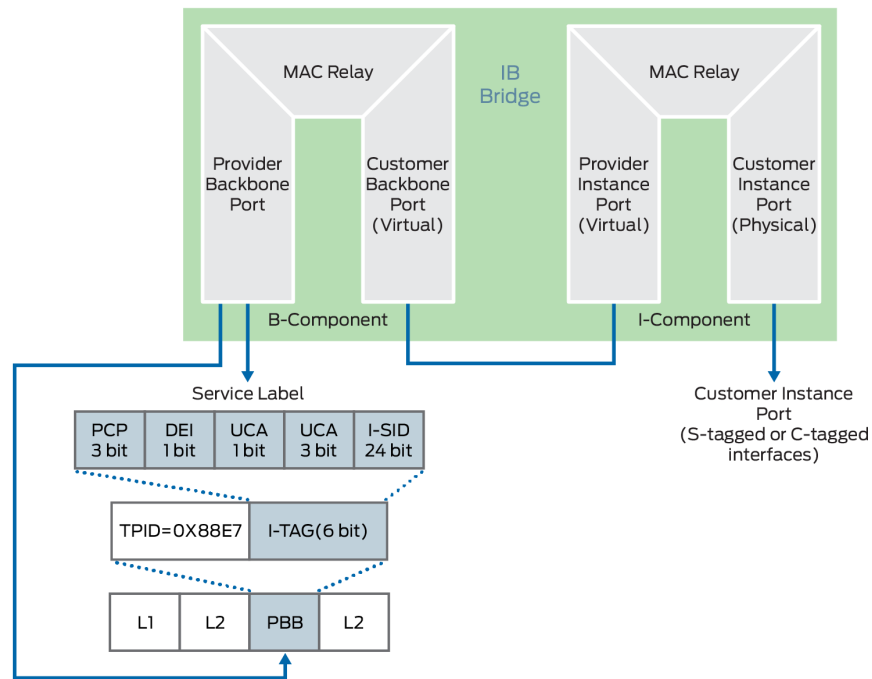 MAC Relay
IB
Bridge
MAC Relay
Provider
Backbone
Port
Customer
Backbone
Port
(Virtual)
Provider
Instance
Port
(Virtual)
Customer
Instance
Port
(Physical)
B-Component
I-Component
Service Label
PCP
3 bit
DEI
1 bit
UCA
1 bit
UCA
3 bit
I-SID
24 bit
Customer Instance
Port
(S-tagged or C-tagged
interfaces)
TPID=0X88E7
I-TAG(6 bit)
L1
L2
PBB
L2